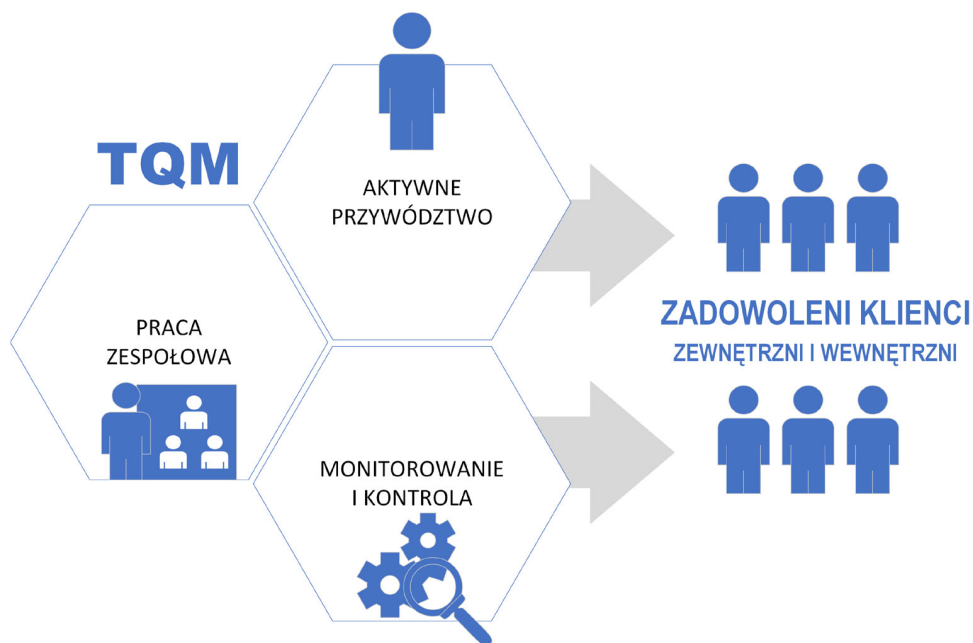 TQM
AKTYWNE
PRZYWÓDZTWO
PRACA
ZESPOŁOWA
MONITOROWANIE
I KONTROLA
ZADOWOLENI KLIENCI
ZEWNĘTRZNI I WEWNĘTRZNI